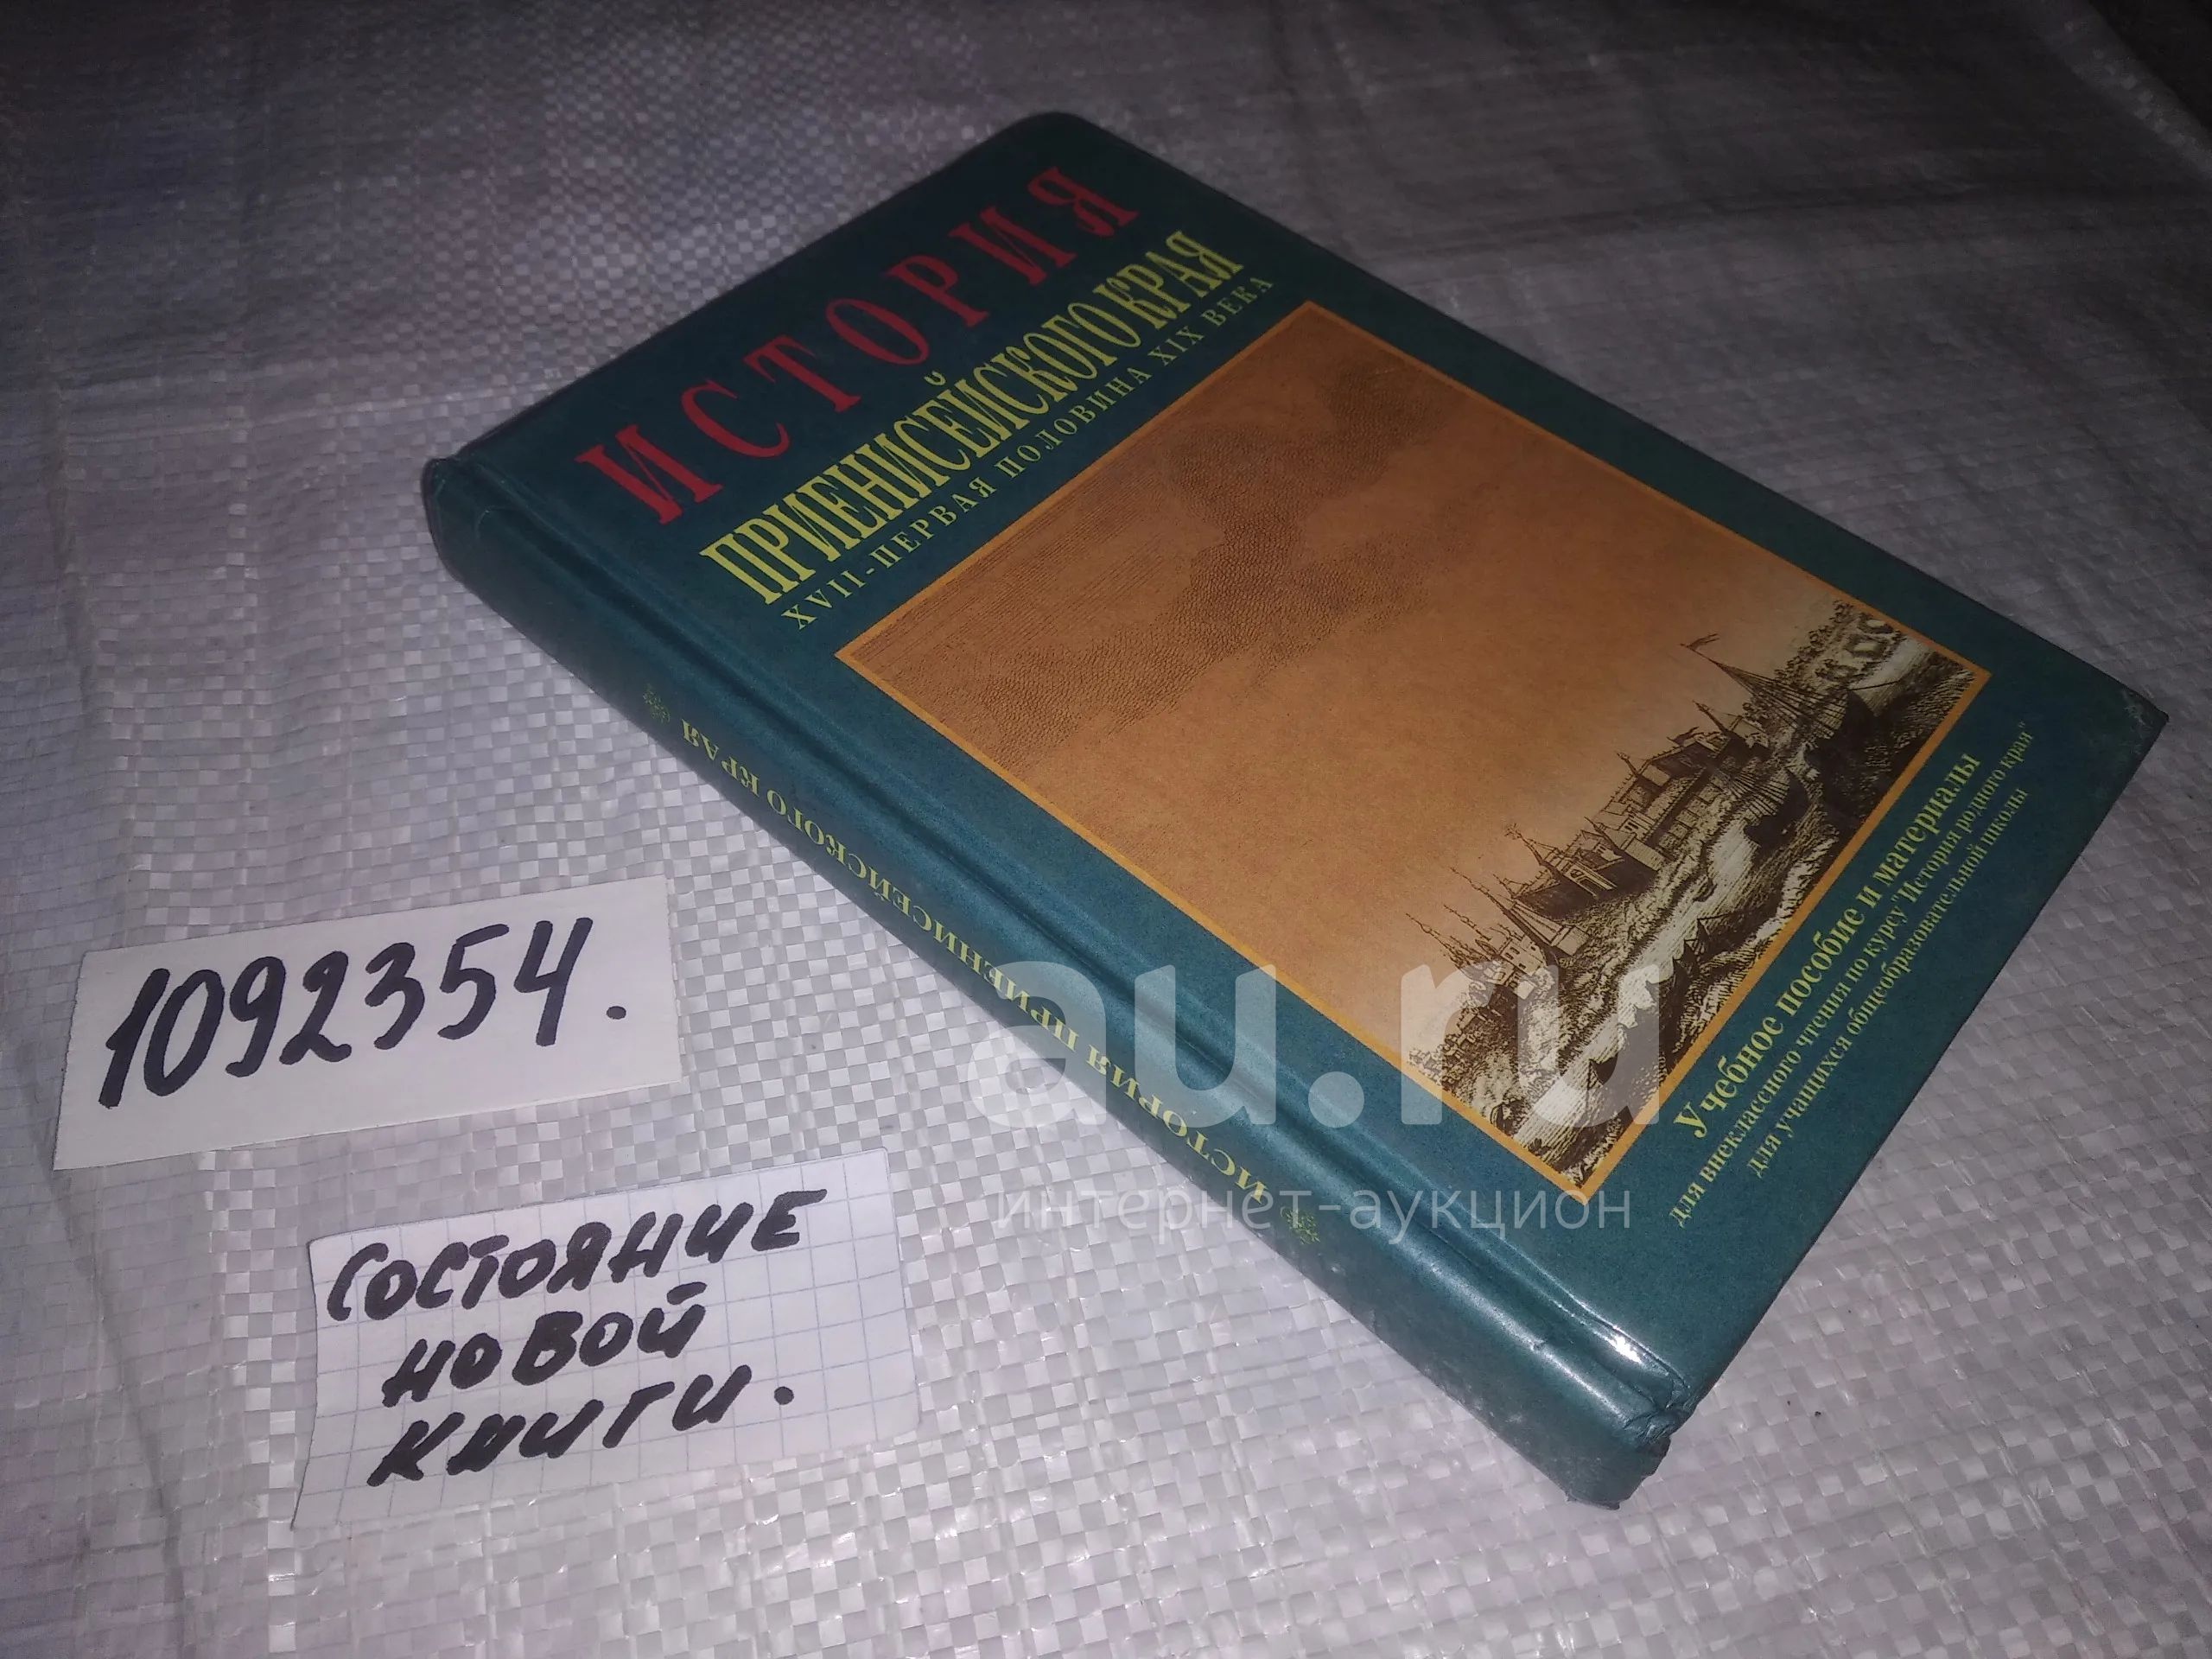 ИСТОРИЯ
ПРИЕНИСЕЙСКОГО КРАЯ
XVII - ПЕРВАЯ ПОЛОВИНА XIX ВЕКА
Учебное пособие и материалы
для внеклассного чтения по курсу "История родного края"
для учащихся общеобразовательной школы
ИСТОРИЯ ПРИЕНИСЕЙСКОГО КРАЯ
1092354.
СОСТОЯНИЕ
НОВОЙ
КНИГИ.
au.ru
интернет-аукцион